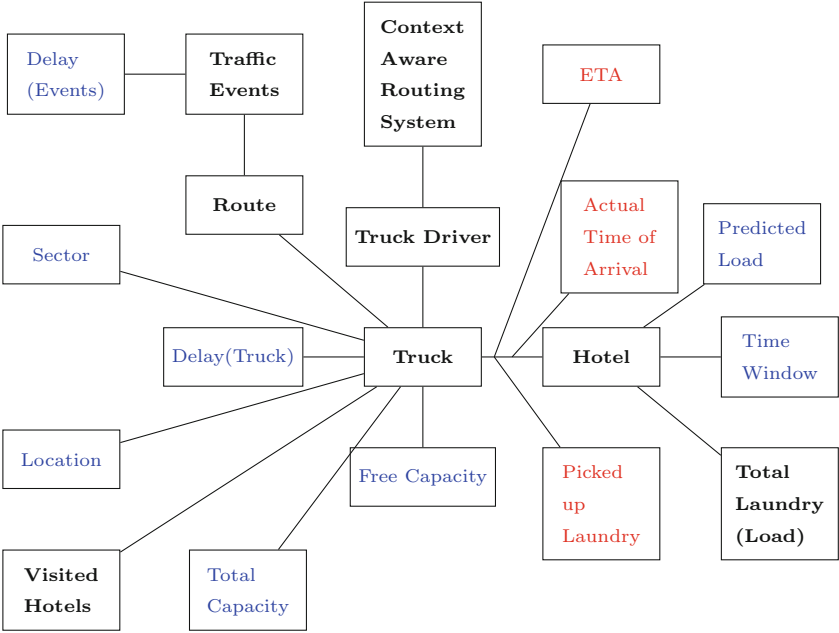 Delay
(Events)
Traffic
Events
Context
Aware
Routing
System
ETA
Route
Truck Driver
Actual
Time of
Arrival
Predicted
Load
Sector
Delay(Truck)
Truck
Hotel
Time
Window
Location
Free Capacity
Picked
up
Laundry
Total
Laundry
(Load)
Visited
Hotels
Total
Capacity